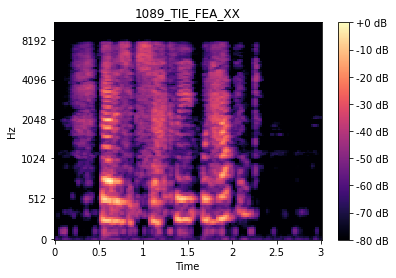 1089_TIE_FEA_XX
Hz
8192
4096
2048
1024
512
0
0 0.5 1 1.5 2 2.5 3
Time
+0 dB
-10 dB
-20 dB
-30 dB
-40 dB
-50 dB
-60 dB
-70 dB
-80 dB